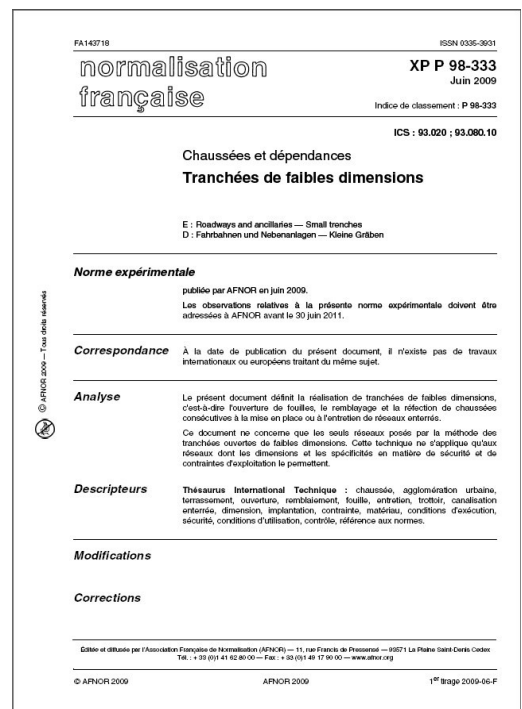 FA143718
ISSN 0335-3931
normalisation
française
XP P 98-333
Juin 2009
Indice de classement : P 98-333
ICS : 93.020 ; 93.080.10
Chaussées et dépendances
Tranchées de faibles dimensions
E : Roadways and ancillaries — Small trenches
D : Fahrbahnen und Nebenanlagen — Kleine Gräben
Norme expérimentale
publiée par AFNOR en juin 2009.
Les observations relatives à la présente norme expérimentale doivent être
adressées à AFNOR avant le 30 juin 2011.
Correspondance
À la date de publication du présent document, il n'existe pas de travaux
internationaux ou européens traitant du même sujet.
Analyse
Le présent document définit la réalisation de tranchées de faibles dimensions,
c'est-à-dire l'ouverture de fouilles, le remblayage et la réfection de chaussées
consécutives à la mise en place ou à l'entretien de réseaux enterrés.
Ce document ne concerne que les seuls réseaux posés par la méthode des
tranchées ouvertes de faibles dimensions. Cette technique ne s'applique qu'aux
réseaux dont les dimensions et les spécificités en matière de sécurité et de
contraintes d'exploitation le permettent.
Descripteurs
Thésaurus International Technique : chaussée, agglomération urbaine,
terrassement, ouverture, remblaiement, fouille, entretien, trottoir, canalisation
enterrée, dimension, implantation, contrainte, matériau, conditions d'exécution,
sécurité, conditions d'utilisation, contrôle, référence aux normes.
Modifications
Corrections
© AFNOR 2009 — Tous droits réservés
Éditée et diffusée par l'Association Française de Normalisation (AFNOR) — 11, rue Francis de Pressensé — 93571 La Plaine Saint-Denis Cedex
Tél. : + 33 (0)1 41 62 80 00 — Fax : + 33 (0)1 49 17 90 00 — www.afnor.org
© AFNOR 2009
AFNOR 2009
1er tirage 2009-06-F